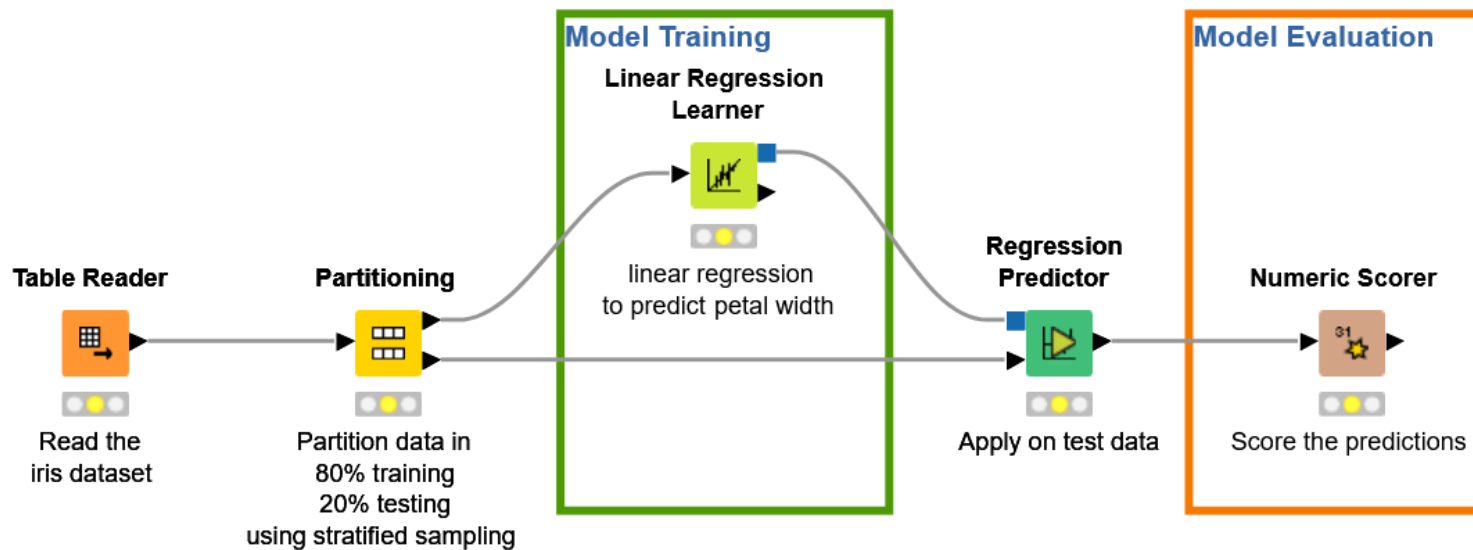 Model Training
Model Evaluation
Linear Regression
Learner
linear regression
to predict petal width
Table Reader
Read the
iris dataset
Partitioning
Partition data in
80% training
20% testing
using stratified sampling
Regression
Predictor
Apply on test data
Numeric Scorer
31
Score the predictions